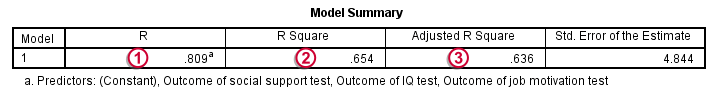 Model Summary
Model R R Square Adjusted R Square Std. Error of the Estimate
1 1 .809a 2 .654 3 .636 4.844
a. Predictors: (Constant), Outcome of social support test, Outcome of IQ test, Outcome of job motivation test